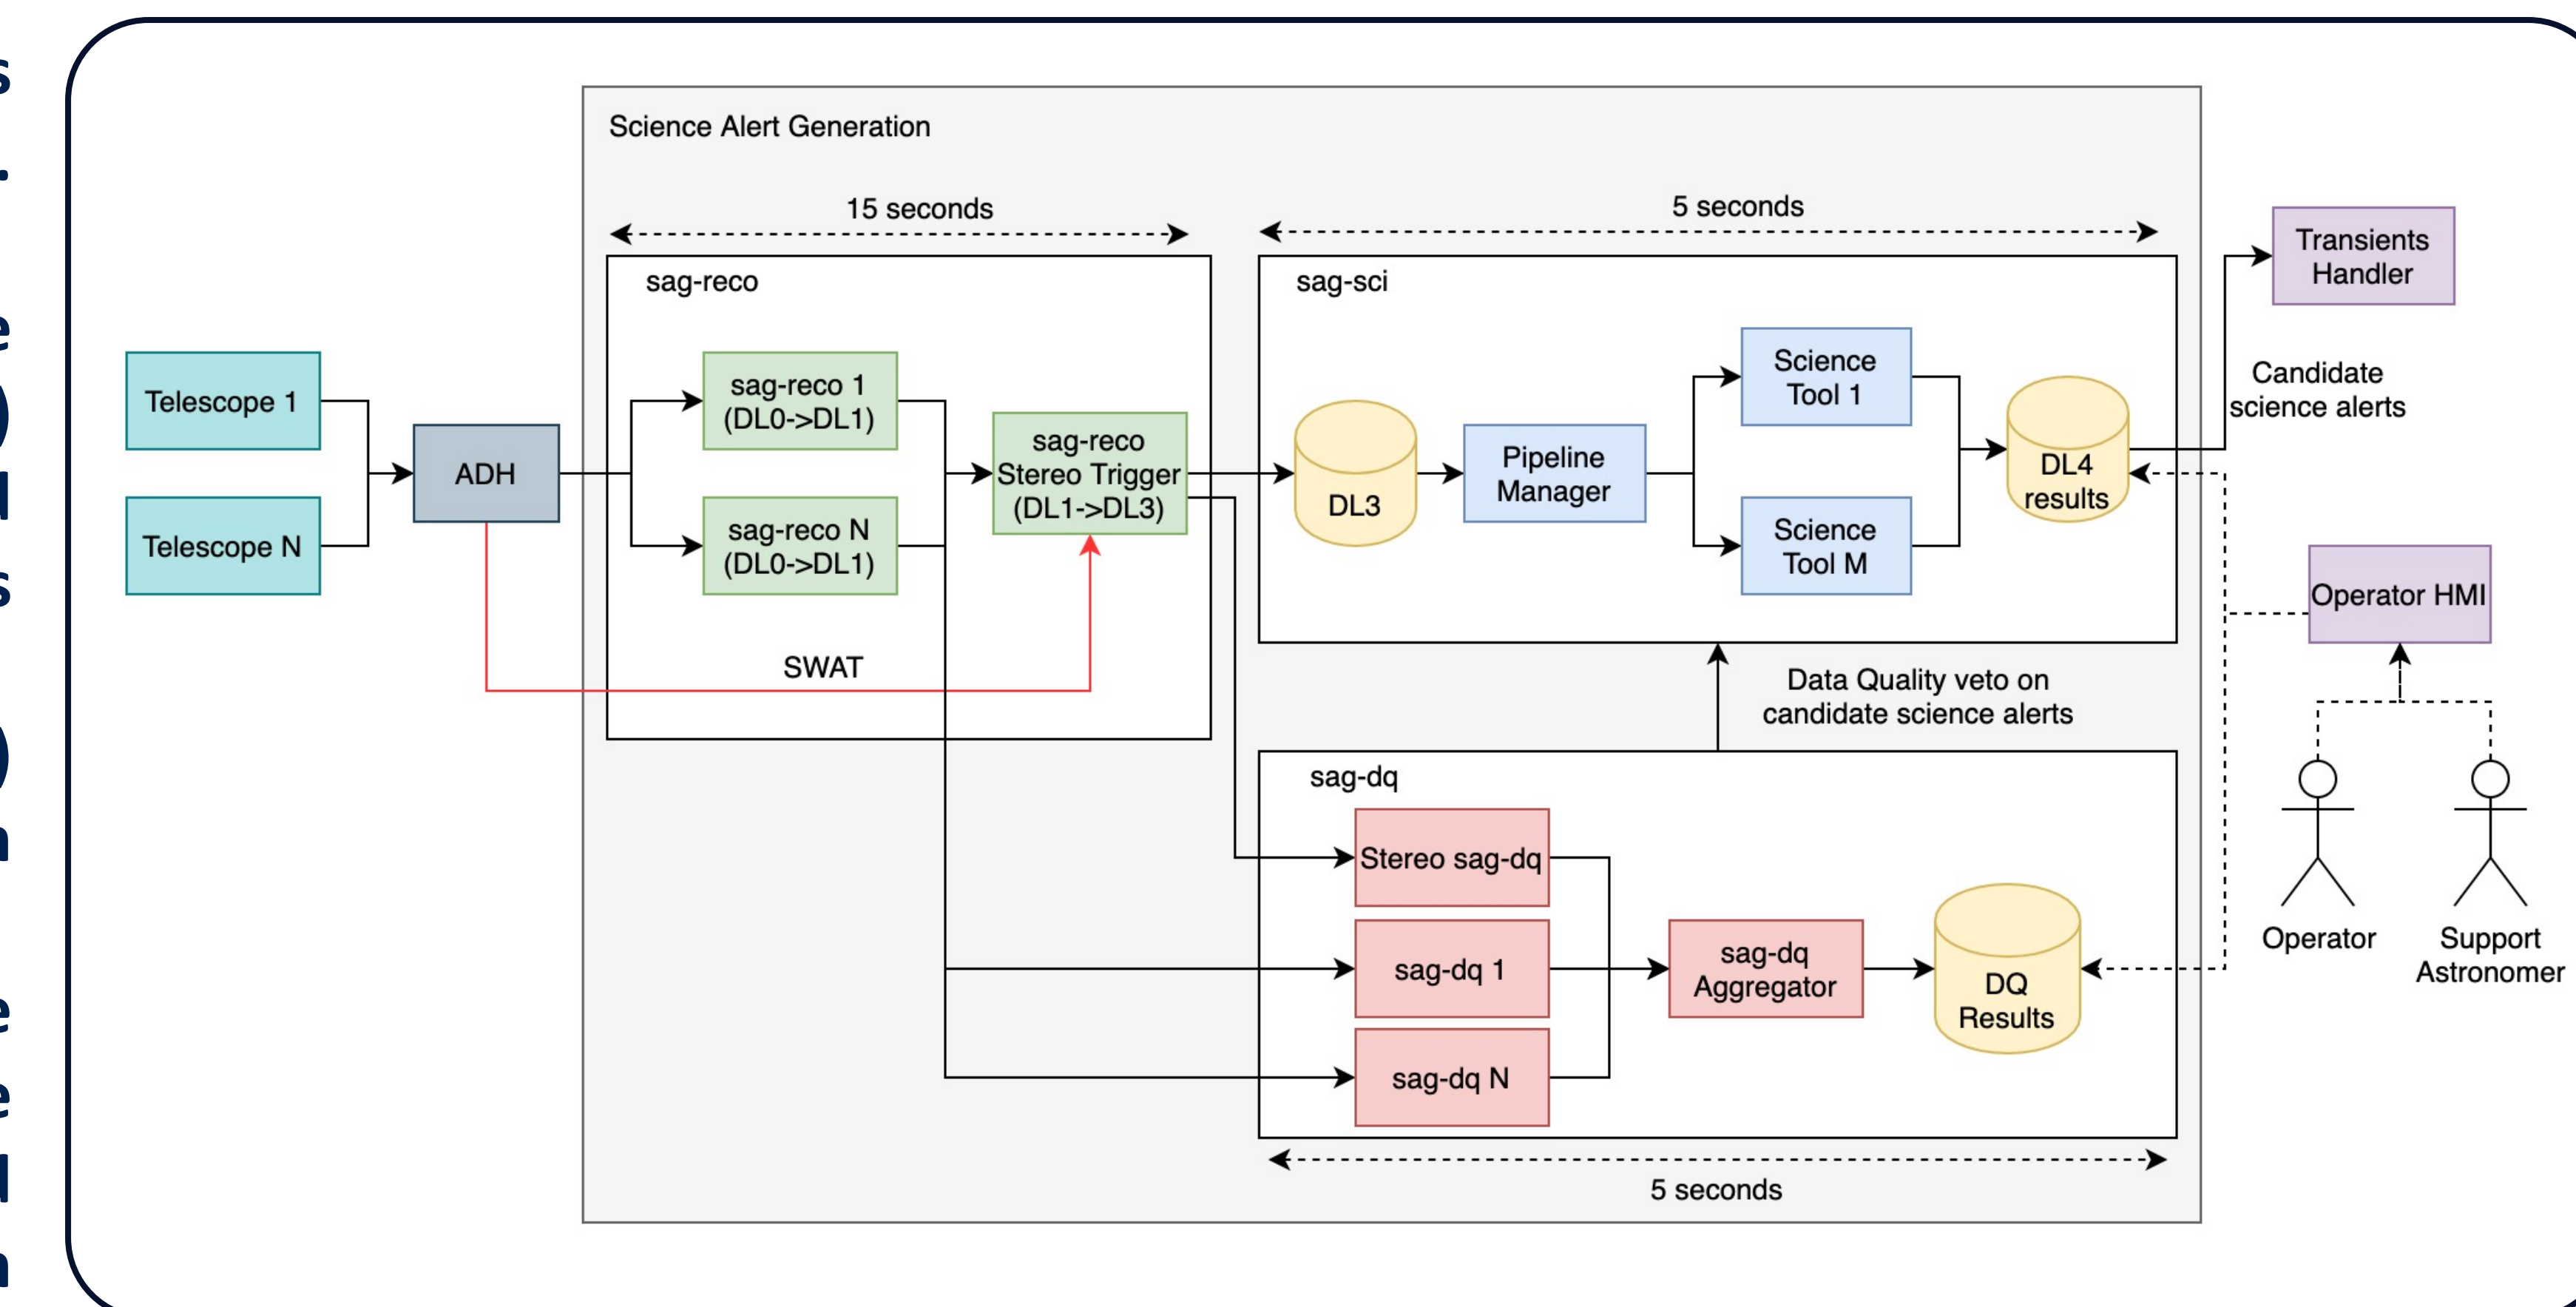 s
.
e
)
d
s
)
n
e
e
d
n
Science Alert Generation
15 seconds
5 seconds
sag-reco
sag-sci
Telescope 1
Telescope N
ADH
sag-reco 1
(DL0->DL1)
sag-reco N
(DL0->DL1)
sag-reco
Stereo Trigger
(DL1->DL3)
SWAT
DL3
Pipeline
Manager
Science
Tool 1
Science
Tool M
DL4
results
Transients
Handler
Candidate
science alerts
Operator HMI
Operator
Support
Astronomer
Data Quality veto on
candidate science alerts
sag-dq
Stereo sag-dq
sag-dq 1
sag-dq N
sag-dq
Aggregator
DQ
Results
5 seconds